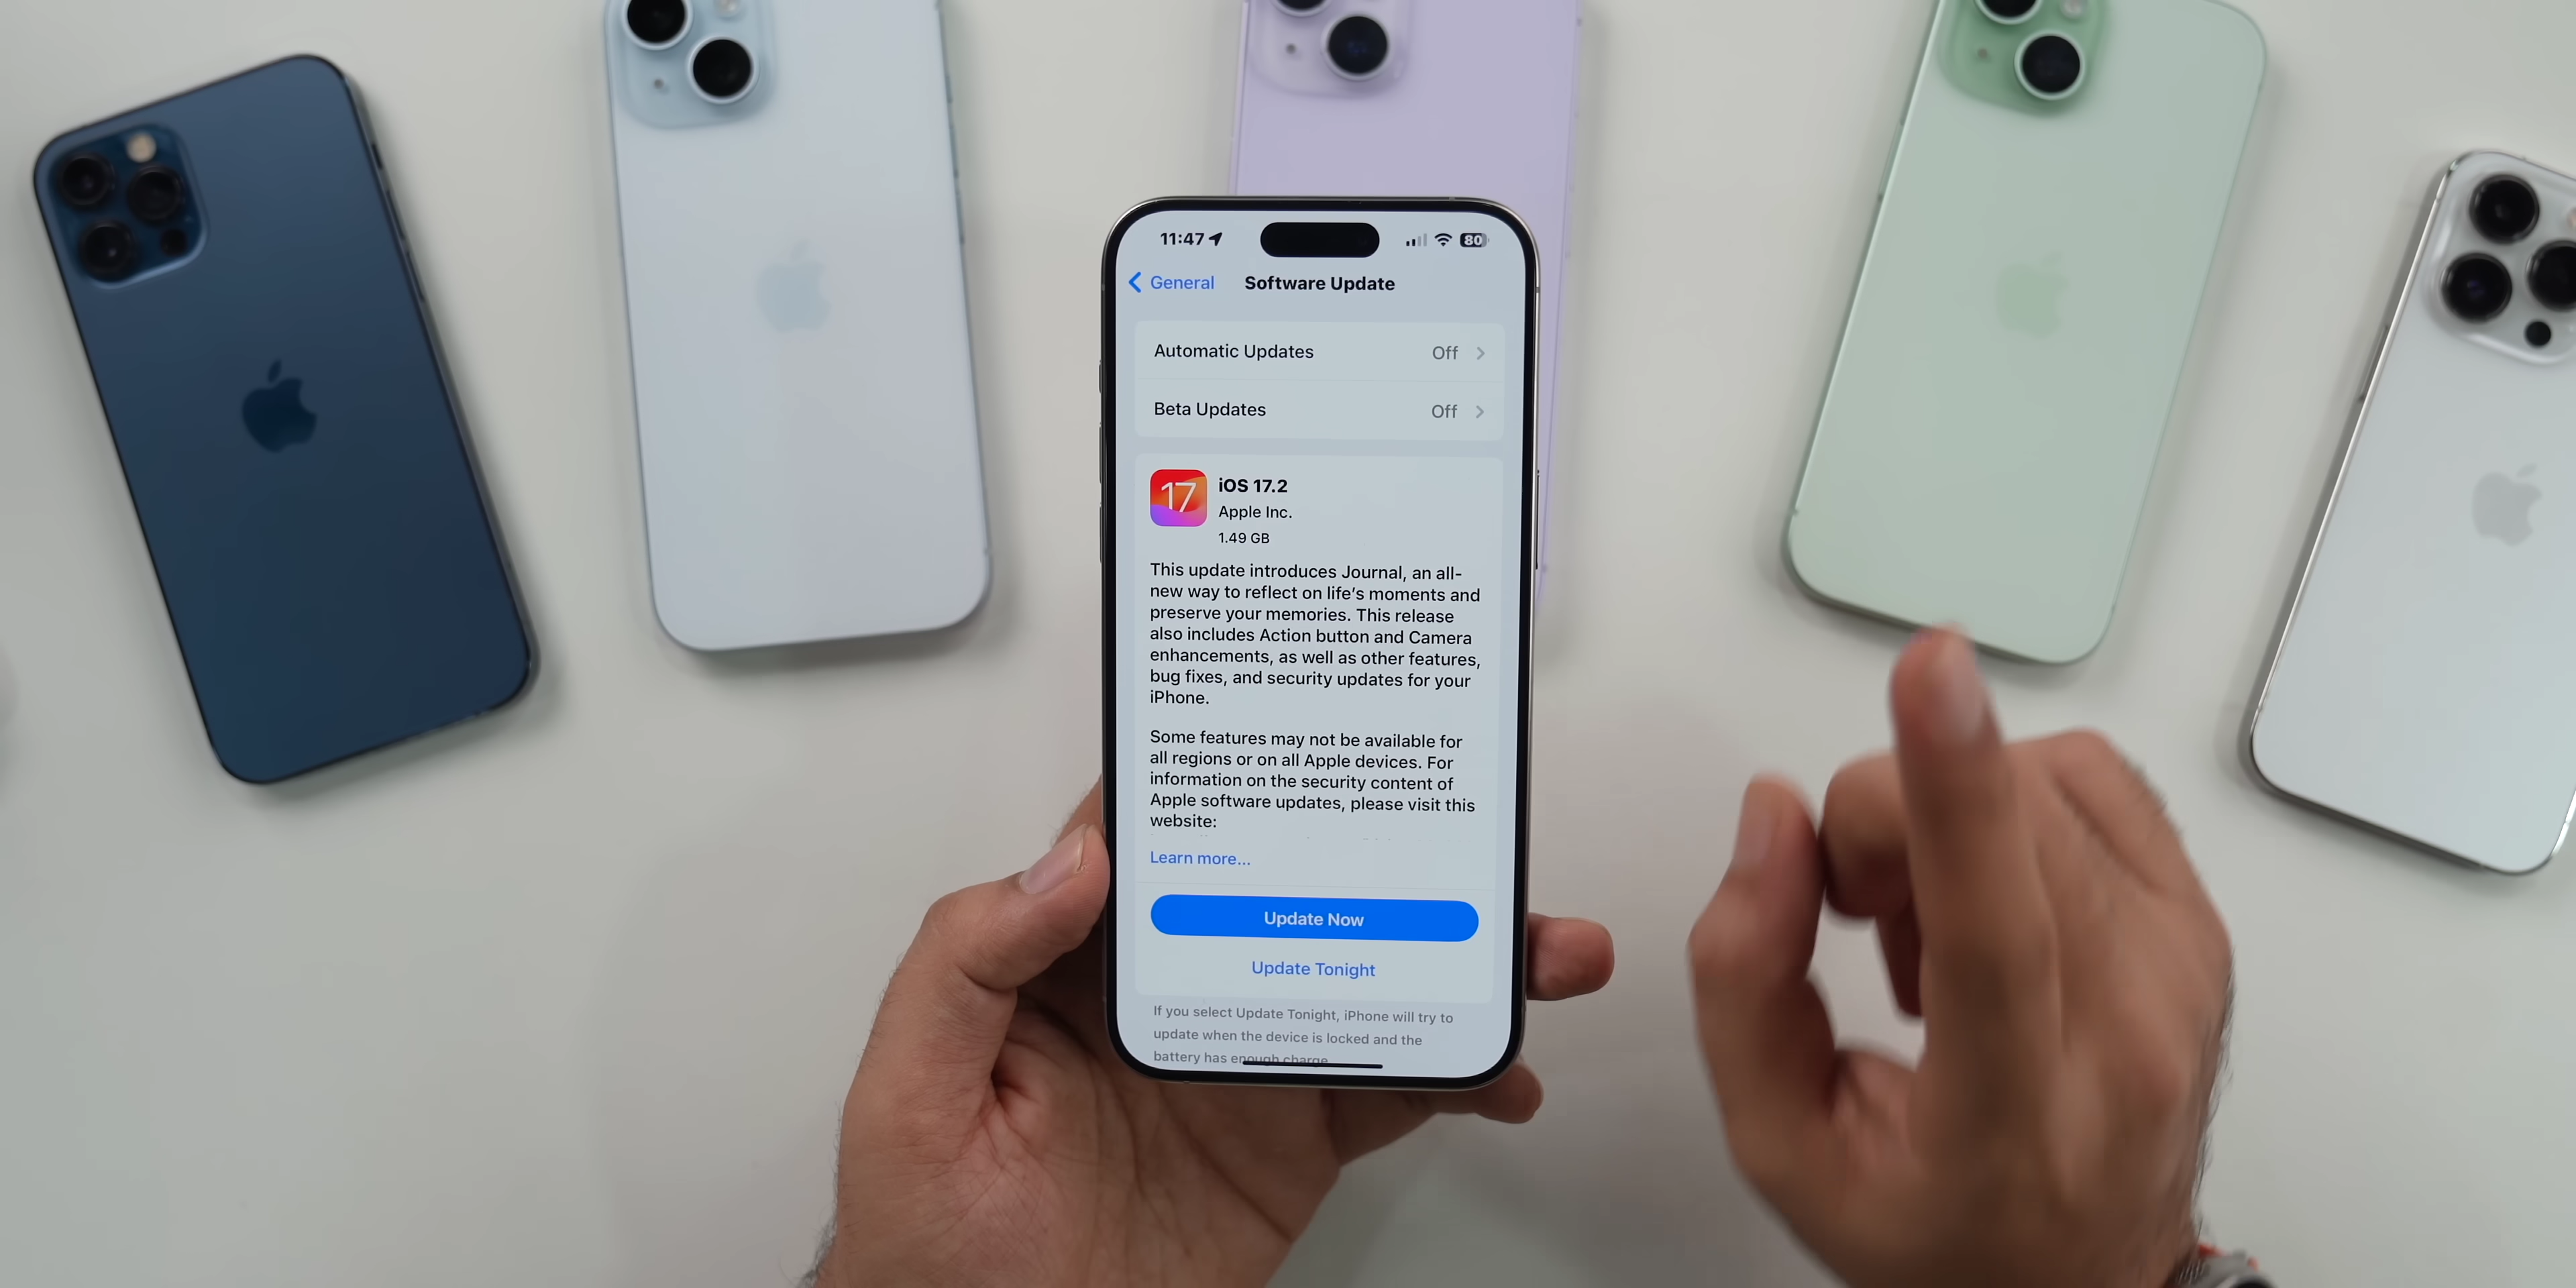 11:47
80
General
Software Update
Automatic Updates
Off
Beta Updates
Off
17
iOS 17.2
Apple Inc.
1.49 GB
This update introduces Journal, an all-
new way to reflect on life’s moments and
preserve your memories. This release
also includes Action button and Camera
enhancements, as well as other features,
bug fixes, and security updates for your
iPhone.
Some features may not be available for
all regions or on all Apple devices. For
information on the security content of
Apple software updates, please visit this
website:
Learn more...
Update Now
Update Tonight
If you select Update Tonight, iPhone will try to
update when the device is locked and the
battery has enough charge.